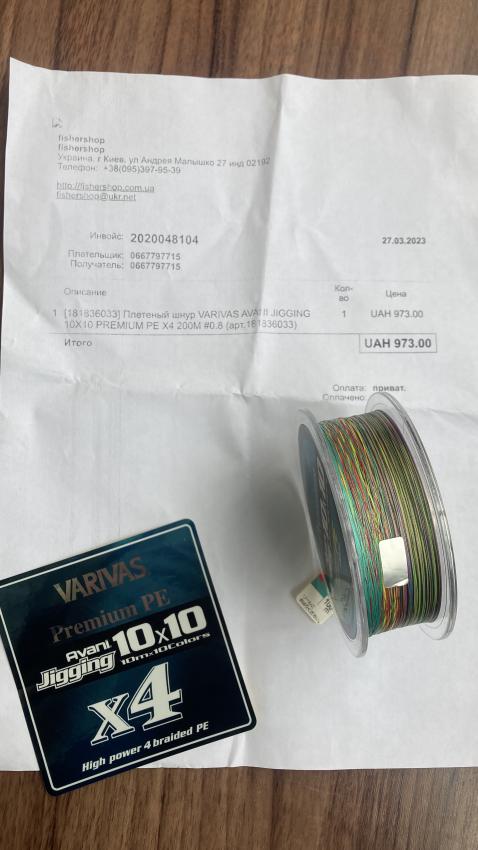 fishershop
fishershop
Украина, г Киев, ул Андрея Малышко 27 инд 02192
Телефон: +38(095)397-95-39
http://fishershop.com.ua
fishershop@ukr.net
Инвойс: 2020048104
27.03.2023
Плательщик: 0667797715
Получатель: 0667797715
Описание Кол-во Цена
1 [181836033] Плетеный шнур VARIVAS AVANI JIGGING 1 UAH 973.00
10X10 PREMIUM PE X4 200M #0.8 (арт.181836033)
Итого UAH 973.00
Оплата: приват.
Оплачено:
VARIVAS
Premium PE
Avani
Jigging 10x10
10m×10Colors
x4
High power 4 braided PE